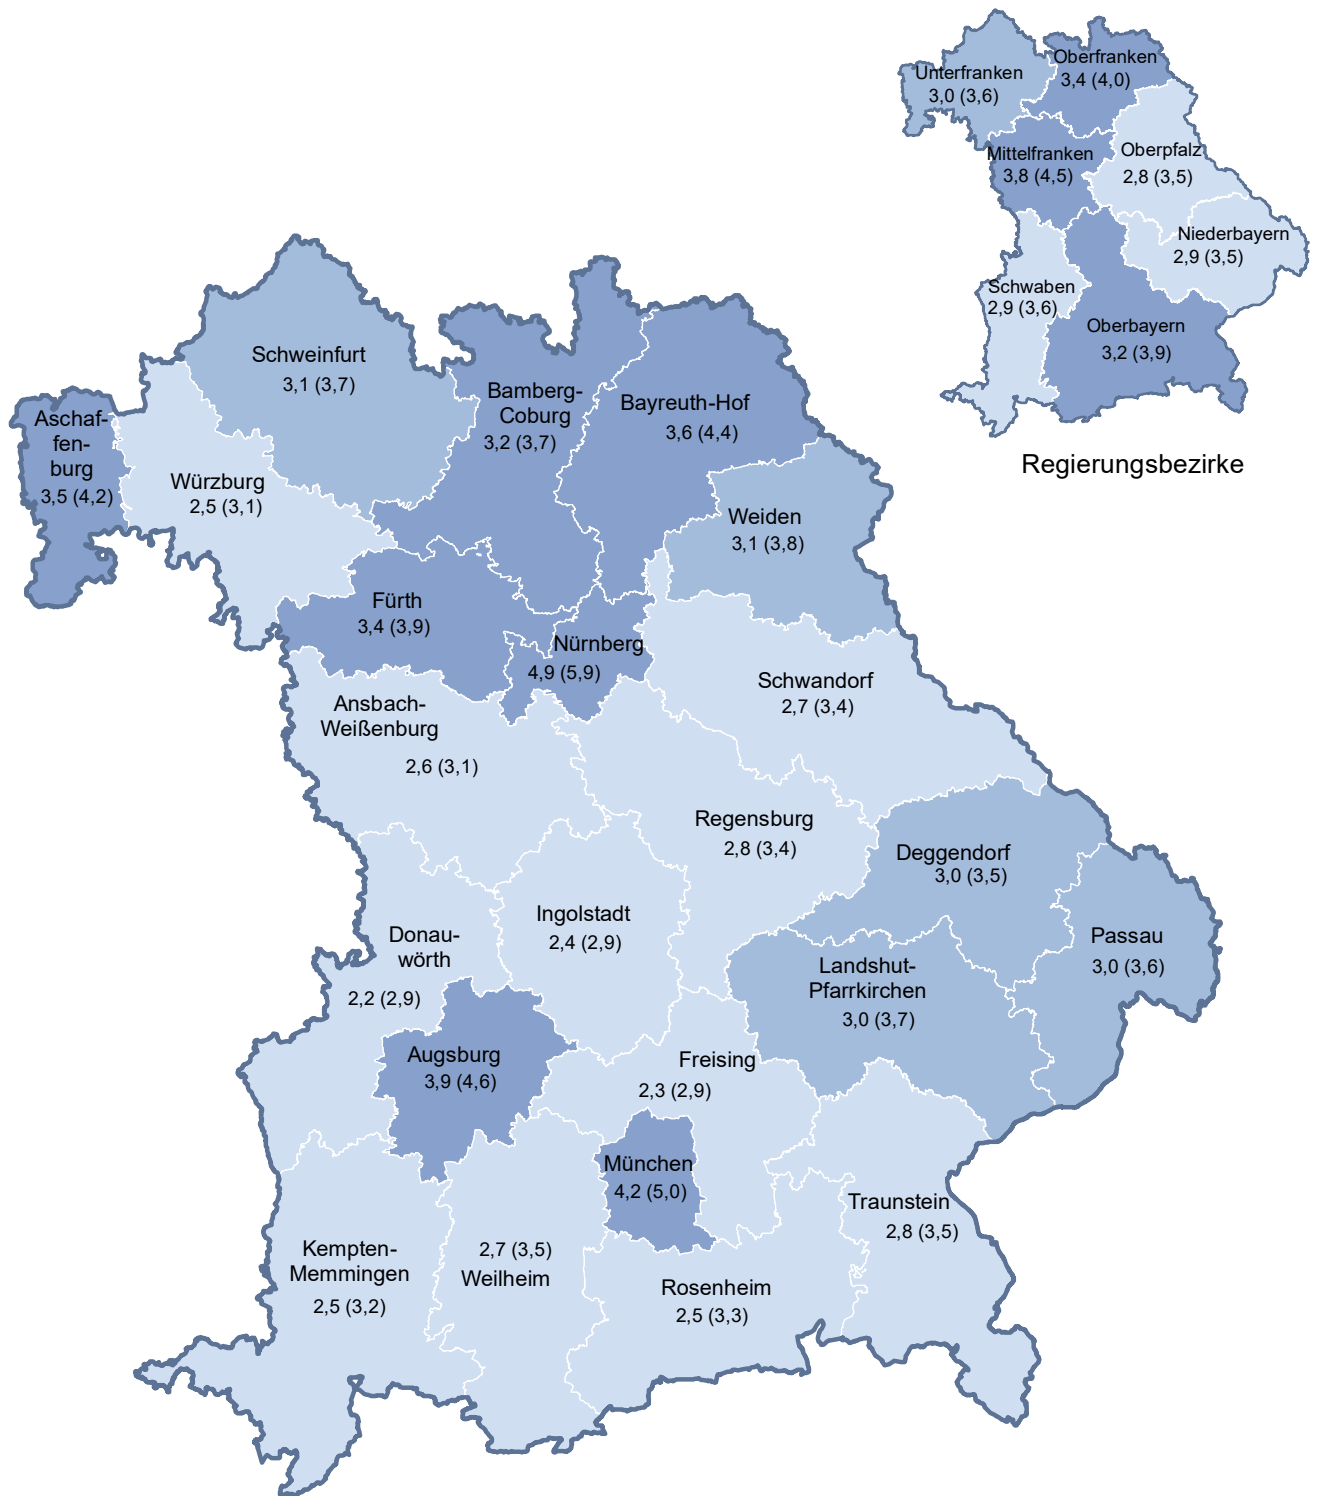 Unterfranken
3,0 (3,6)
Oberfranken
3,4 (4,0)
Mittelfranken
3,8 (4,5)
Oberpfalz
2,8 (3,5)
Niederbayern
2,9 (3,5)
Schwaben
2,9 (3,6)
Oberbayern
3,2 (3,9)
Regierungsbezirke
Schweinfurt
3,1 (3,7)
Bamberg-
Coburg
3,2 (3,7)
Bayreuth-Hof
3,6 (4,4)
Aschaf-
fen-
burg
3,5 (4,2)
Würzburg
2,5 (3,1)
Weiden
3,1 (3,8)
Fürth
3,4 (3,9)
Nürnberg
4,9 (5,9)
Schwandorf
2,7 (3,4)
Ansbach-
Weißenburg
2,6 (3,1)
Regensburg
2,8 (3,4)
Deggendorf
3,0 (3,5)
Ingolstadt
2,4 (2,9)
Donau-
wörth
2,2 (2,9)
Passau
3,0 (3,6)
Landshut-
Pfarrkirchen
3,0 (3,7)
Augsburg
3,9 (4,6)
Freising
2,3 (2,9)
München
4,2 (5,0)
Traunstein
2,8 (3,5)
Kempten-
Memmingen
2,5 (3,2)
2,7 (3,5)
Weilheim
Rosenheim
2,5 (3,3)